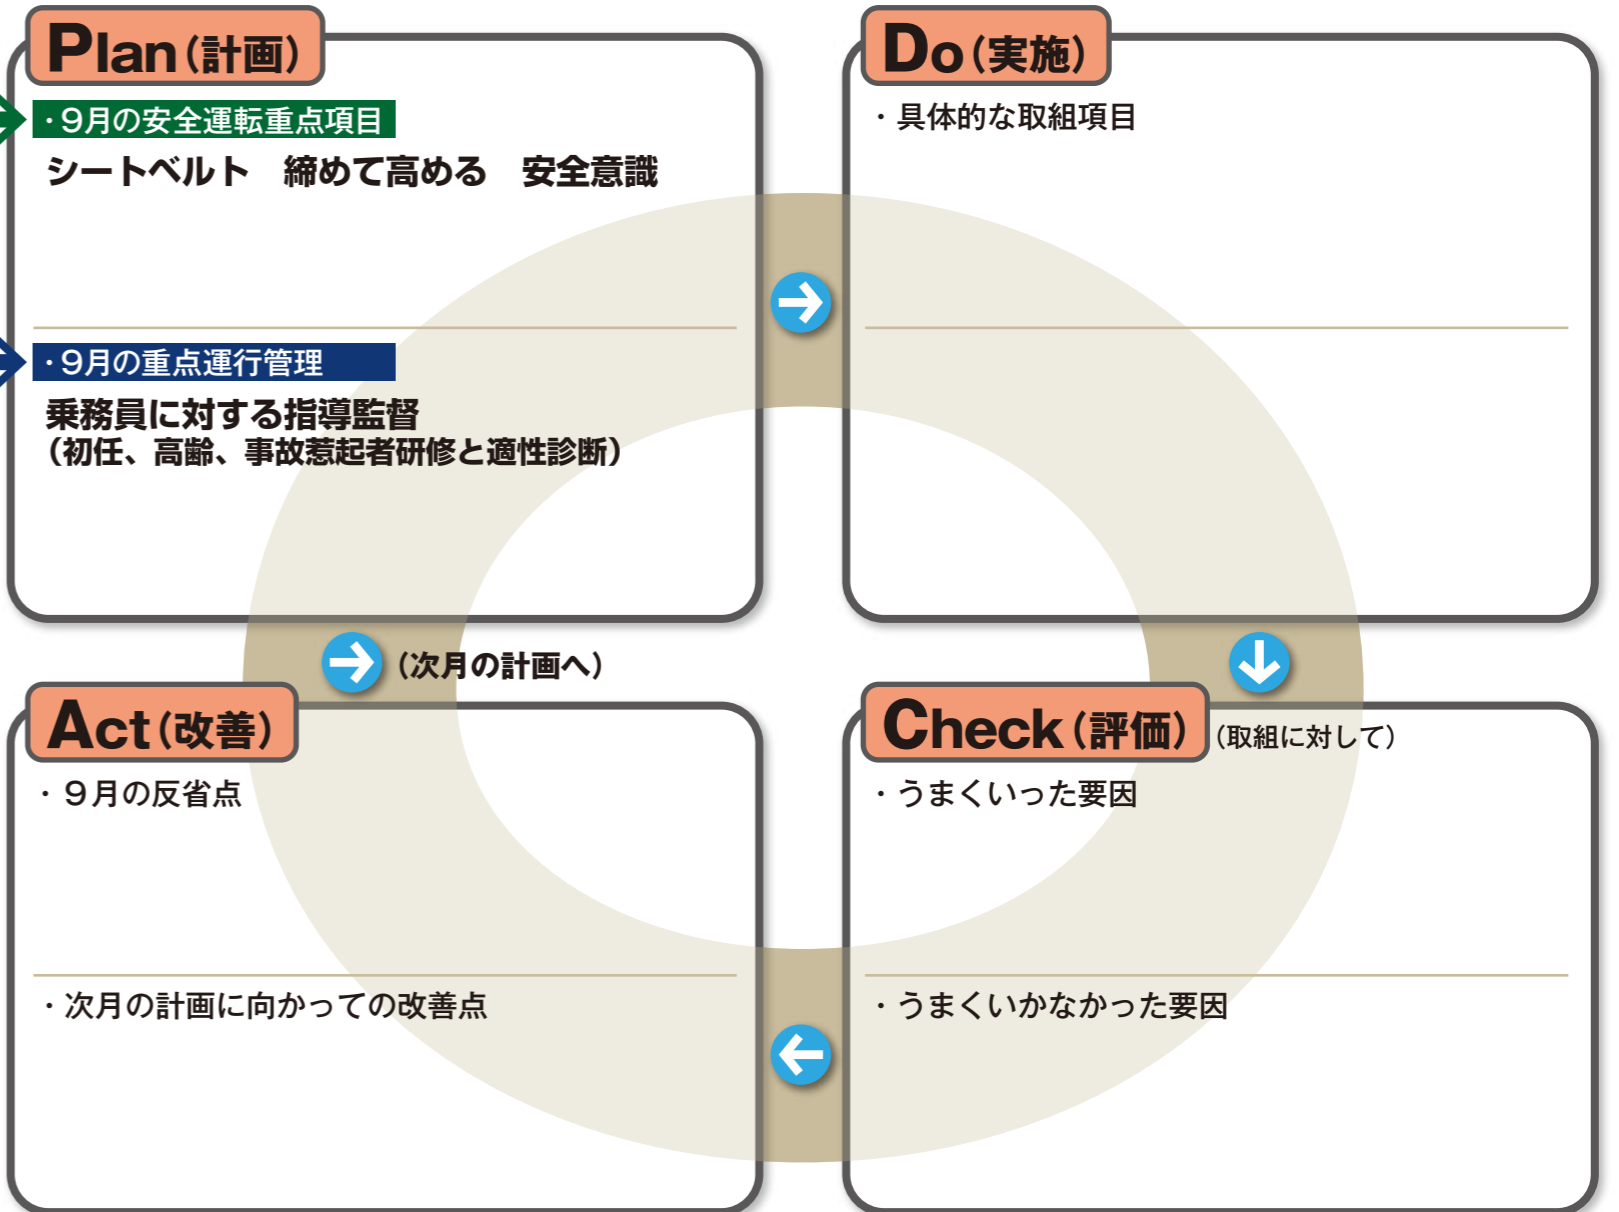 Plan（計画）
・9月の安全運転重点項目
シートベルト　締めて高める　安全意識
・9月の重点運行管理
乗務員に対する指導監督
（初任、高齢、事故惹起者研修と適性診断）
Do（実施）
・具体的な取組項目
（次月の計画へ）
Act（改善）
・９月の反省点
・次月の計画に向かっての改善点
Check（評価）（取組に対して）
・うまくいった要因
・うまくいかなかった要因